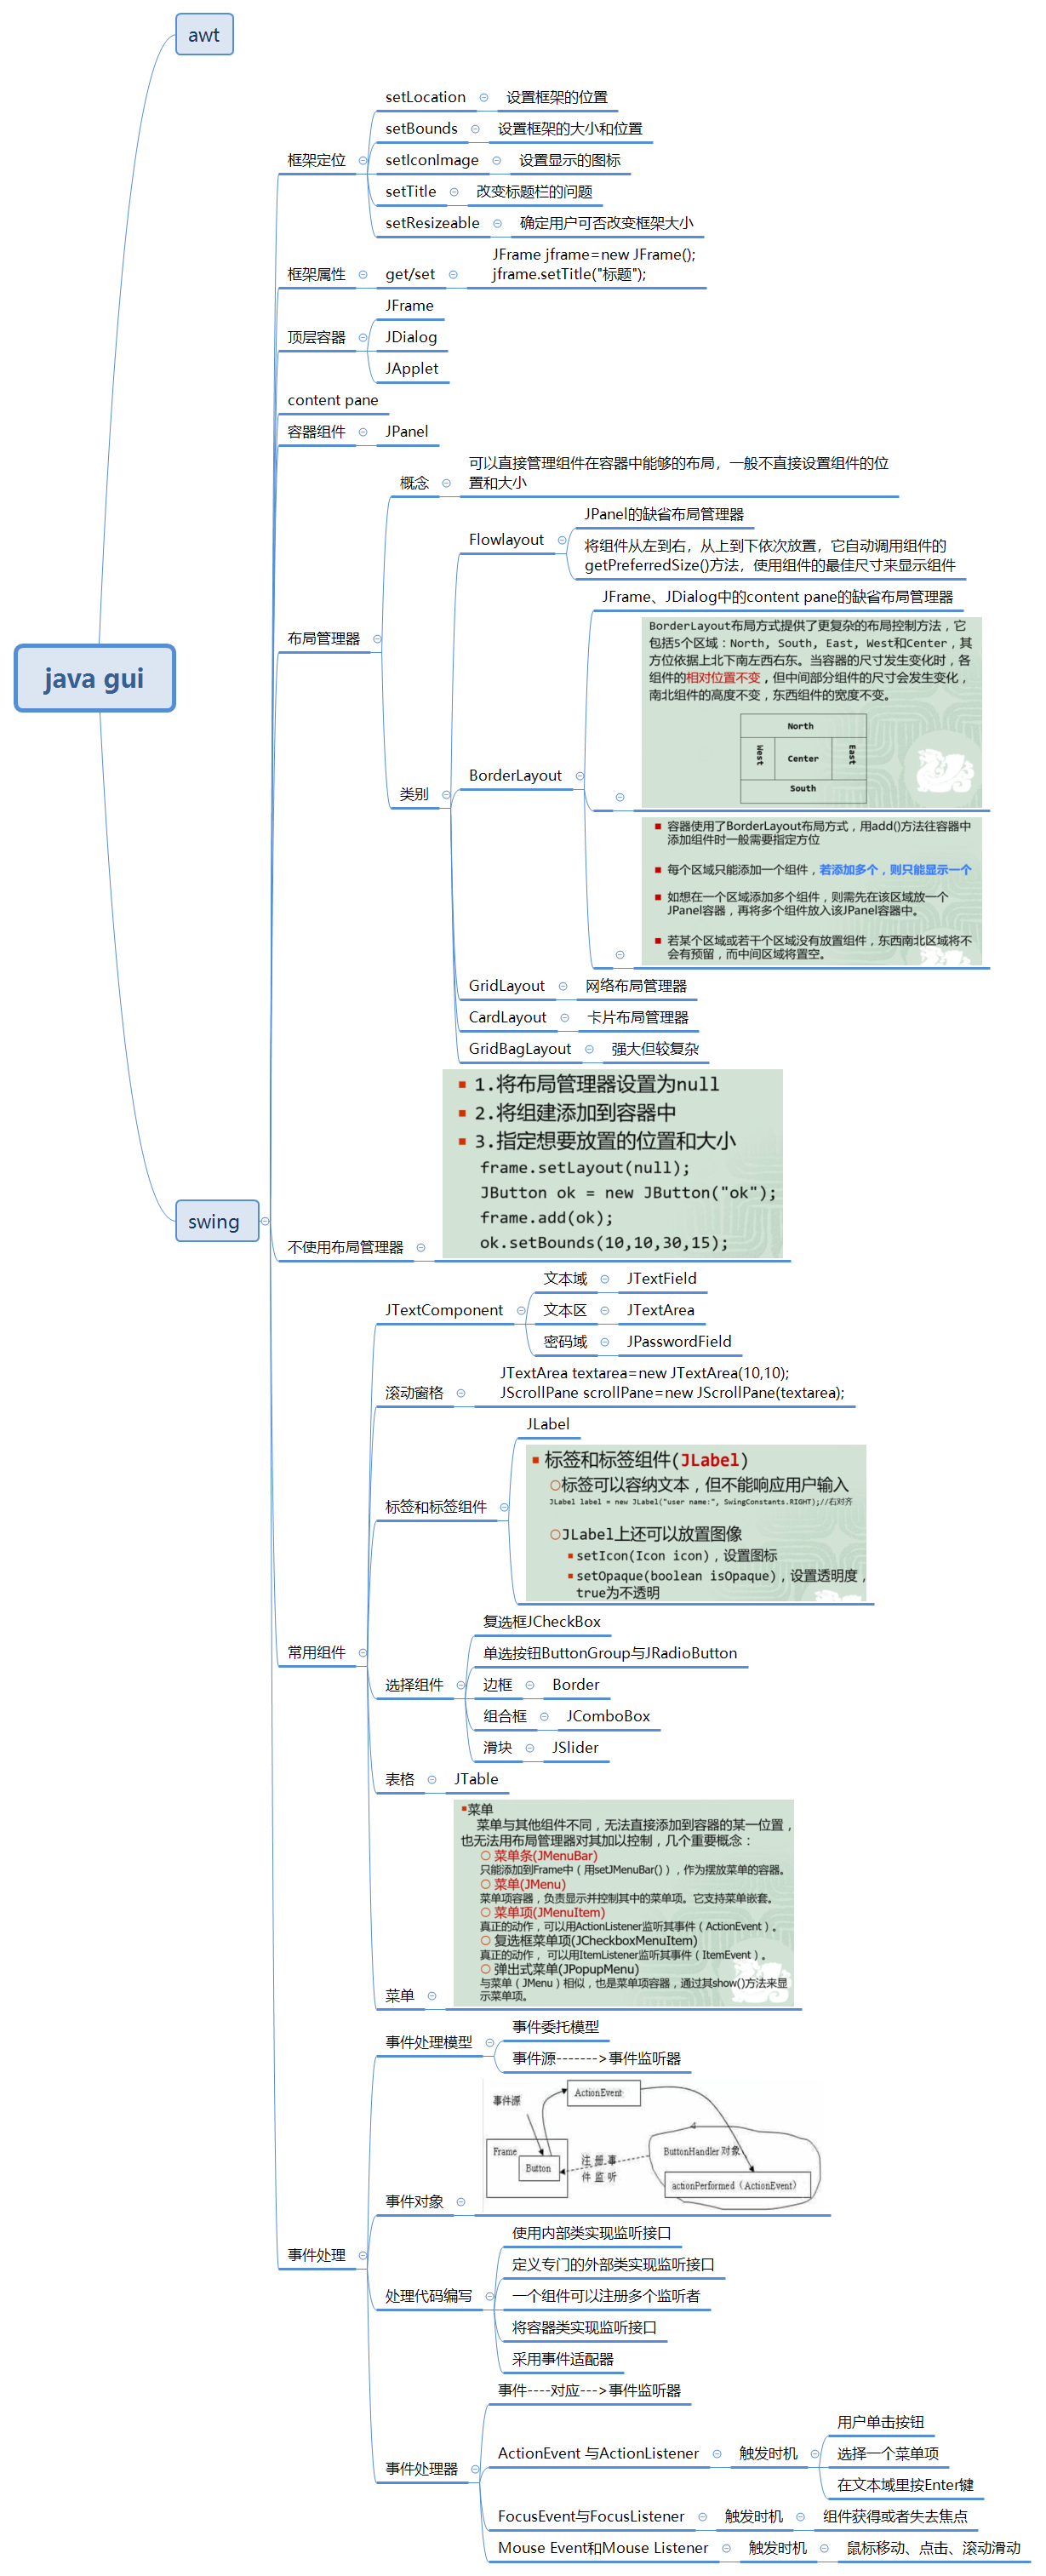 awt
java gui
swing
框架定位
setLocation
设置框架的位置
setBounds
设置框架的大小和位置
setIconImage
设置显示的图标
setTitle
改变标题栏的问题
setResizeable
确定用户可否改变框架大小
框架属性
get/set
JFrame jframe=new JFrame();
jframe.setTitle("标题");
顶层容器
JFrame
JDialog
JApplet
content pane
容器组件
JPanel
布局管理器
概念
可以直接管理组件在容器中能够的布局，一般不直接设置组件的位
置和大小
类别
Flowlayout
JPanel的缺省布局管理器
将组件从左到右，从上到下依次放置，它自动调用组件的
getPreferredSize()方法，使用组件的最佳尺寸来显示组件
BorderLayout
JFrame、JDialog中的content pane的缺省布局管理器
BorderLayout布局方式提供了更复杂的布局控制方法，它
包括5个区域：North, South, East, West和Center，其
方位依据上北下南左西右东。当容器的尺寸发生变化时，各
组件的相对位置不变，但中间部分组件的尺寸会发生变化，
南北组件的高度不变，东西组件的宽度不变。
North
West
Center
East
South
容器使用了BorderLayout布局方式，用add()方法往容器中
添加组件时一般需要指定方位
每个区域只能添加一个组件，若添加多个，则只能显示一个
如想在一个区域添加多个组件，则需先在该区域放一个
JPanel容器，再将多个组件放入该JPanel容器中。
若某个区域或若干个区域没有放置组件，东西南北区域将不
会有预留，而中间区域将置空。
GridLayout
网络布局管理器
CardLayout
卡片布局管理器
GridBagLayout
强大但较复杂
不使用布局管理器
1.将布局管理器设置为null
2.将组建添加到容器中
3.指定想要放置的位置和大小
frame.setLayout(null);
JButton ok = new JButton("ok");
frame.add(ok);
ok.setBounds(10,10,30,15);
常用组件
JTextComponent
文本域
JTextField
文本区
JTextArea
密码域
JPasswordField
滚动窗格
JTextArea textarea=new JTextArea(10,10);
JScrollPane scrollPane=new JScrollPane(textarea);
标签和标签组件
JLabel
标签和标签组件(JLabel)
标签可以容纳文本，但不能响应用户输入
JLabel label = new JLabel("user name:", SwingConstants.RIGHT);//右对齐
JLabel上还可以放置图像
setIcon(Icon icon)，设置图标
setOpaque(boolean isOpaque)，设置透明度，
true为不透明
选择组件
复选框JCheckBox
单选按钮ButtonGroup与JRadioButton
边框
Border
组合框
JComboBox
滑块
JSlider
表格
JTable
菜单
菜单
菜单与其他组件不同，无法直接添加到容器的某一位置，
也无法用布局管理器对其加以控制，几个重要概念：
菜单条(JMenuBar)
只能添加到Frame中（用setJMenuBar()），作为摆放菜单的容器。
菜单(JMenu)
菜单项容器，负责显示并控制其中的菜单项。它支持菜单嵌套。
菜单项(JMenuItem)
真正的动作，可以用ActionListener监听其事件（ActionEvent）。
复选框菜单项(JCheckboxMenuItem)
真正的动作， 可以用ItemListener监听其事件（ItemEvent）。
弹出式菜单(JPopupMenu)
与菜单（JMenu）相似，也是菜单项容器，通过其show()方法来显
示菜单项。
事件处理
事件处理模型
事件委托模型
事件源------->事件监听器
事件对象
事件源
ActionEvent
Frame
Button
注 册 事
件 监 听
ButtonHandler 对象
actionPerformed（ActionEvent）
处理代码编写
使用内部类实现监听接口
定义专门的外部类实现监听接口
一个组件可以注册多个监听者
将容器类实现监听接口
采用事件适配器
事件处理器
事件----对应--->事件监听器
ActionEvent 与ActionListener
触发时机
用户单击按钮
选择一个菜单项
在文本域里按Enter键
FocusEvent与FocusListener
触发时机
组件获得或者失去焦点
Mouse Event和Mouse Listener
触发时机
鼠标移动、点击、滚动滑动